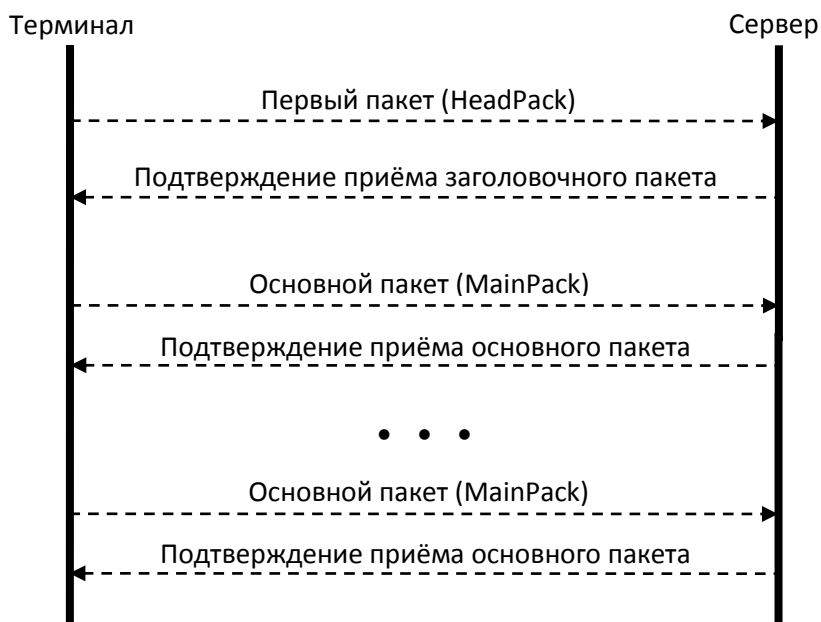 Терминал
Сервер
Первый пакет (HeadPack)
Подтверждение приёма заголовочного пакета
Основной пакет (MainPack)
Подтверждение приёма основного пакета
• • •
Основной пакет (MainPack)
Подтверждение приёма основного пакета